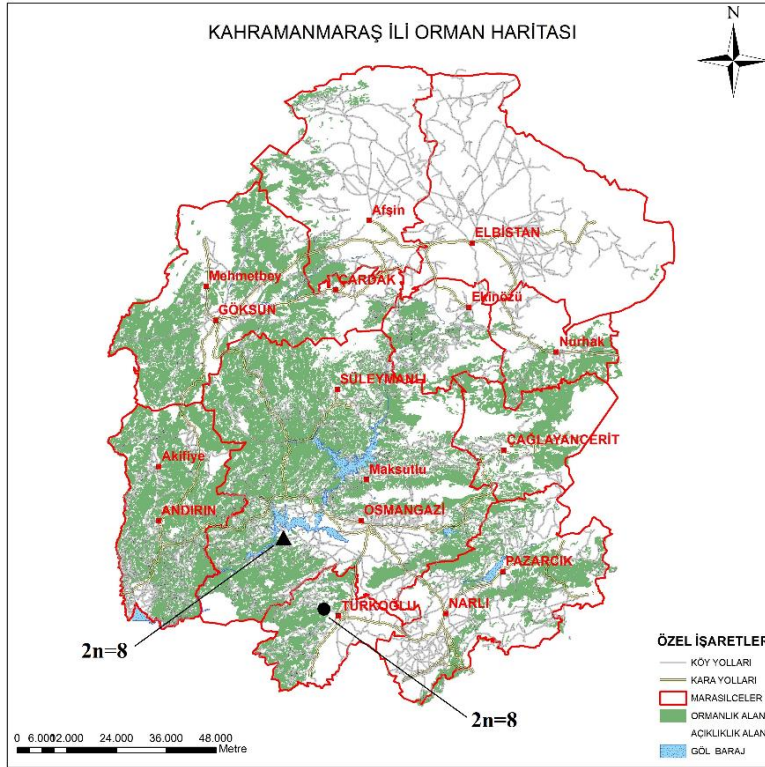 KAHRAMANMARAŞ İLİ ORMAN HARİTASI
N
Afşin
ELBİSTAN
Mehmetbey
ÇARDAK
Ekinözü
GÖKSUN
Nurhak
SÜLEYMANLI
ÇAĞLAYANCERİT
Akifiye
Maksutlu
ANDIRIN
OSMANGAZİ
PAZARCIK
TÜRKOĞLU
NARLI
2n=8
2n=8
ÖZEL İŞARETLER
KÖY YOLLARI
KARA YOLLARI
MARASILCELER
ORMANLIK ALAN
AÇIKLIKLIK ALAN
GÖL BARAJ
0 6.000 12.000 24.000 36.000 48.000
Metre